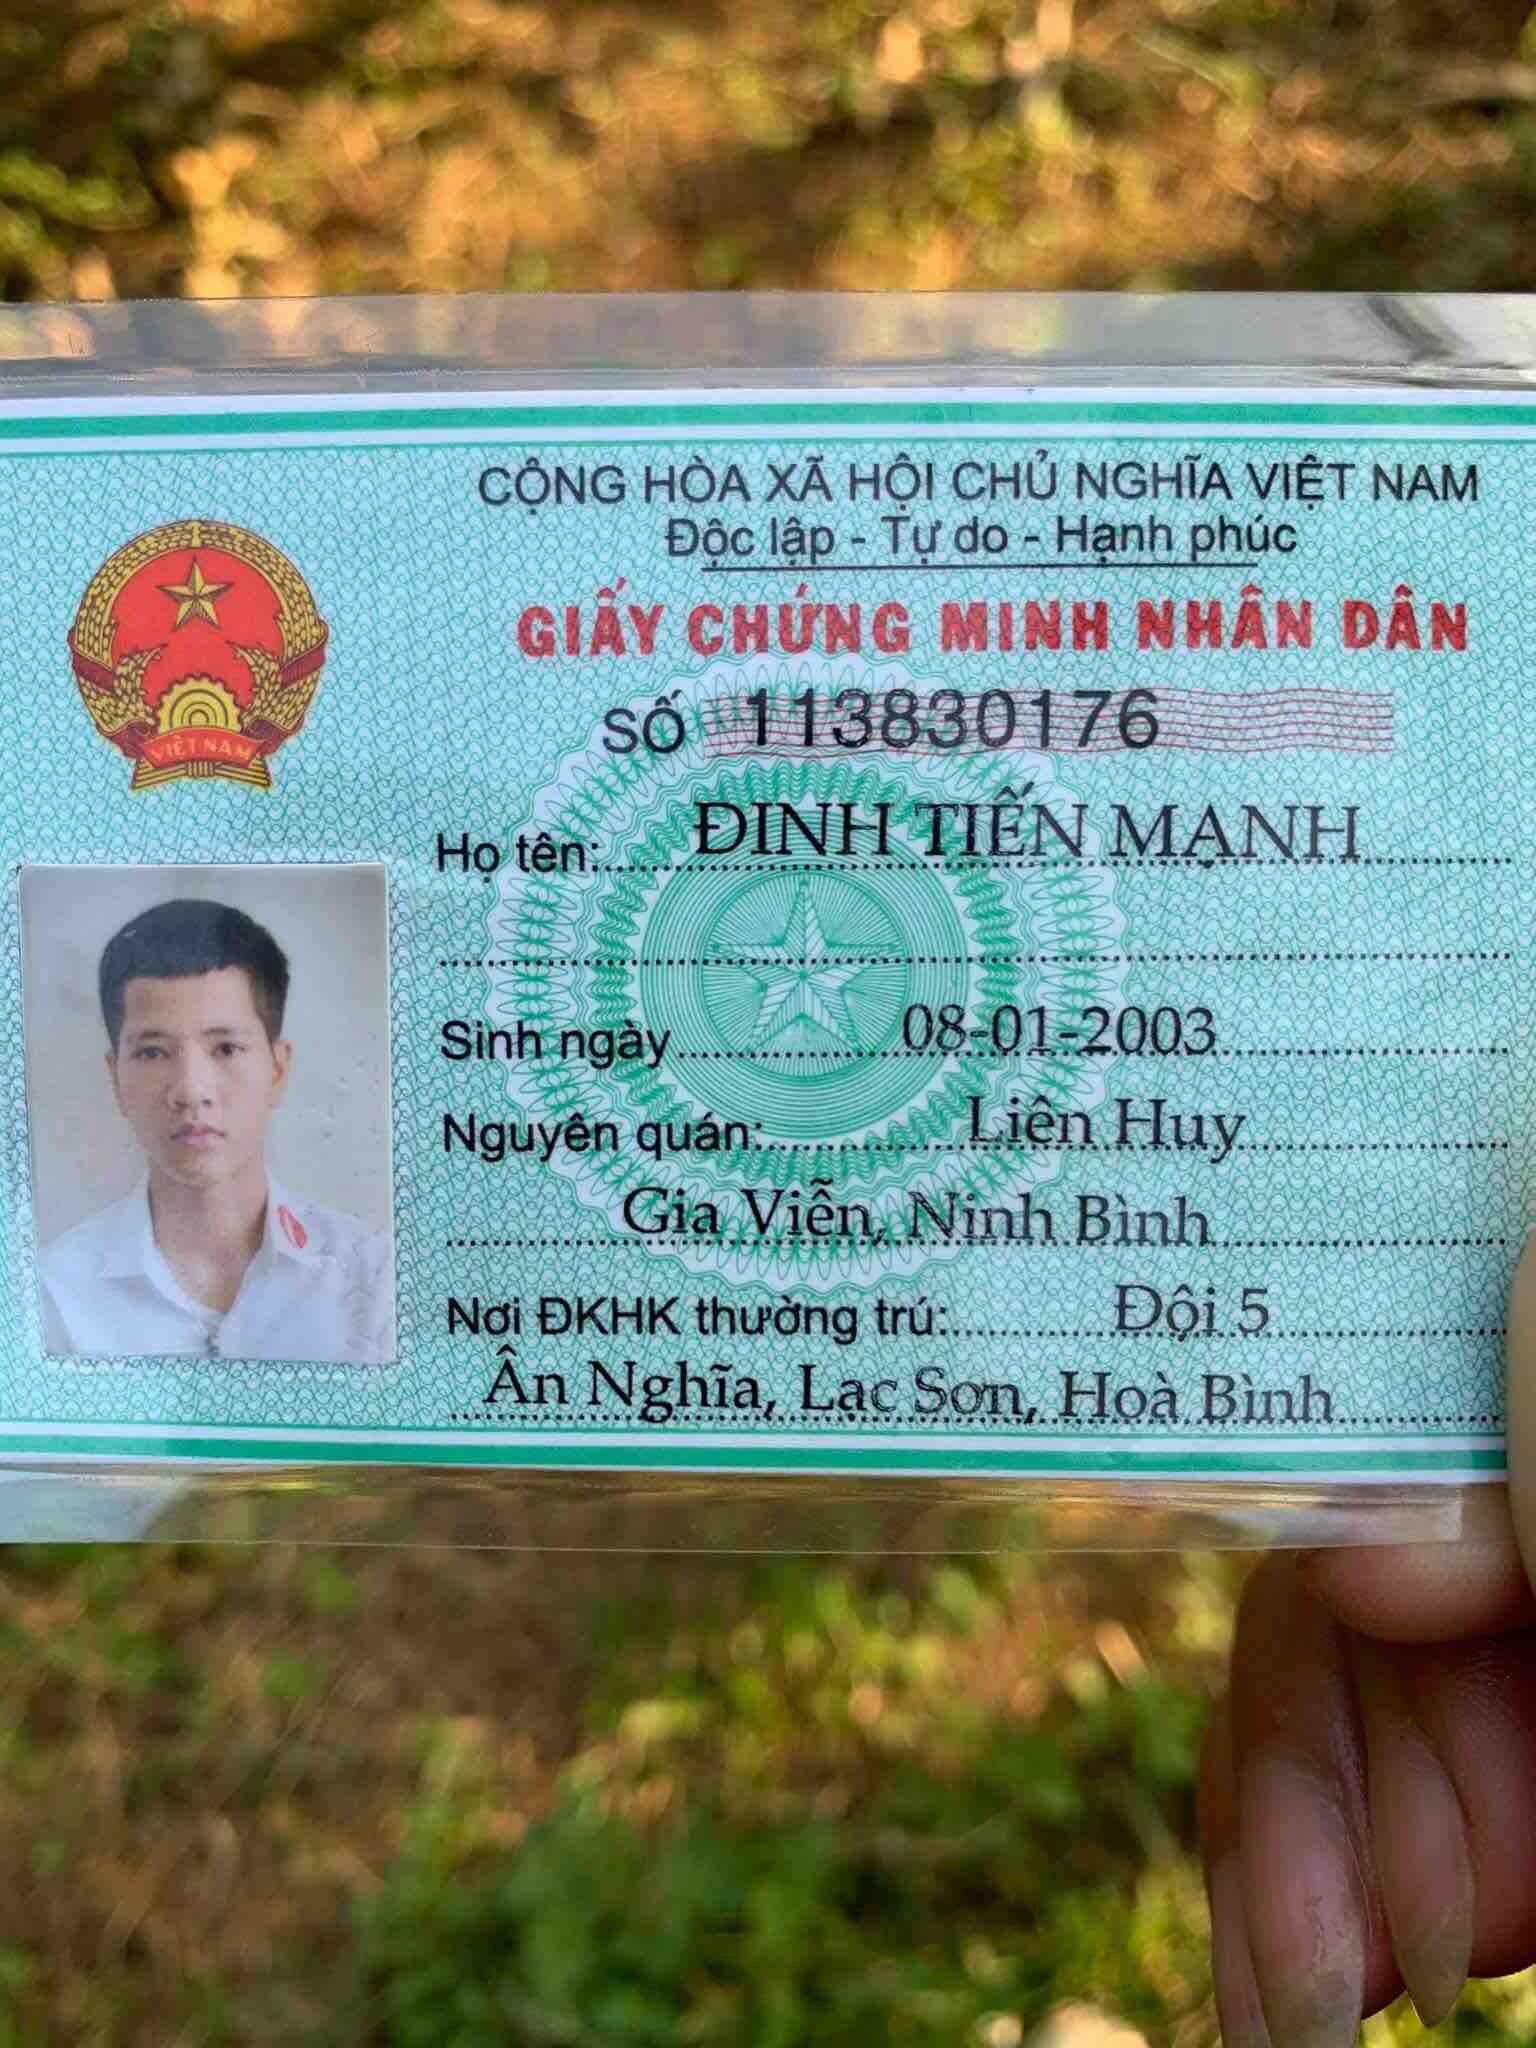 CỘNG HÒA XÃ HỘI CHỦ NGHĨA VIỆT NAM
Độc lập - Tự do - Hạnh phúc
GIẤY CHỨNG MINH NHÂN DÂN
SỐ 113830176
VIỆT NAM
Họ tên: ĐINH TIẾN MẠNH
Sinh ngày 08-01-2003
Nguyên quán: Liên Huy
Gia Viễn, Ninh Bình
Nơi ĐKHK thường trú: Đội 5
Ân Nghĩa, Lạc Sơn, Hoà Bình